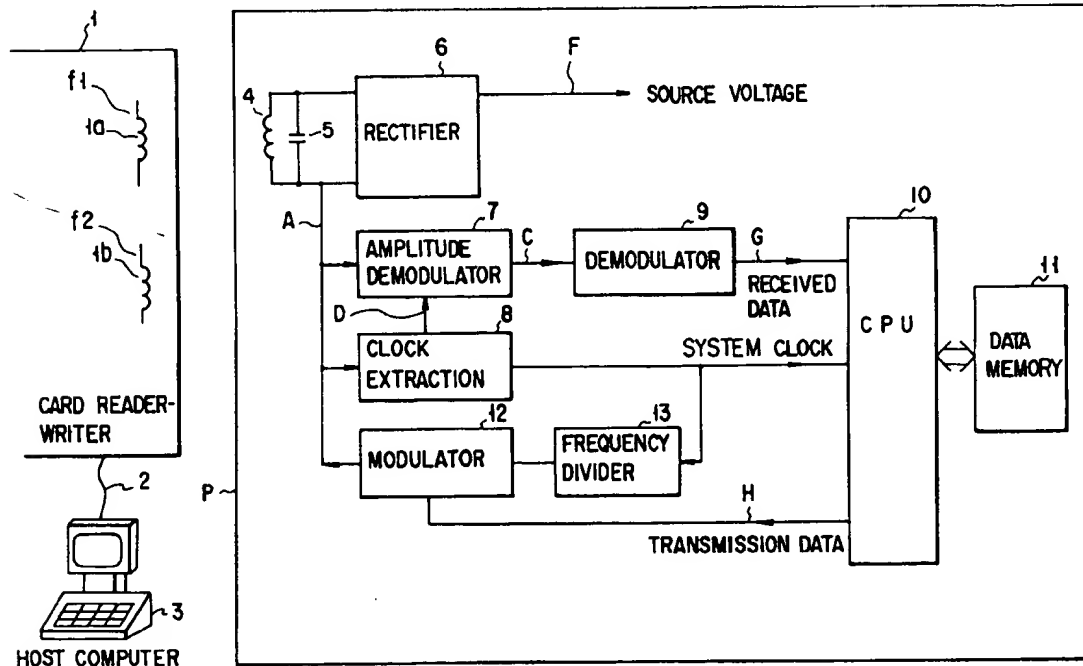 1
f1
1a
f2
1b
CARD READER-
WRITER
2
3
HOST COMPUTER
P
4
5
6
RECTIFIER
F
SOURCE VOLTAGE
A
7
AMPLITUDE
DEMODULATOR
C
9
DEMODULATOR
G
RECEIVED
DATA
D
8
CLOCK
EXTRACTION
SYSTEM CLOCK
10
CPU
11
DATA
MEMORY
12
MODULATOR
13
FREQUENCY
DIVIDER
H
TRANSMISSION DATA